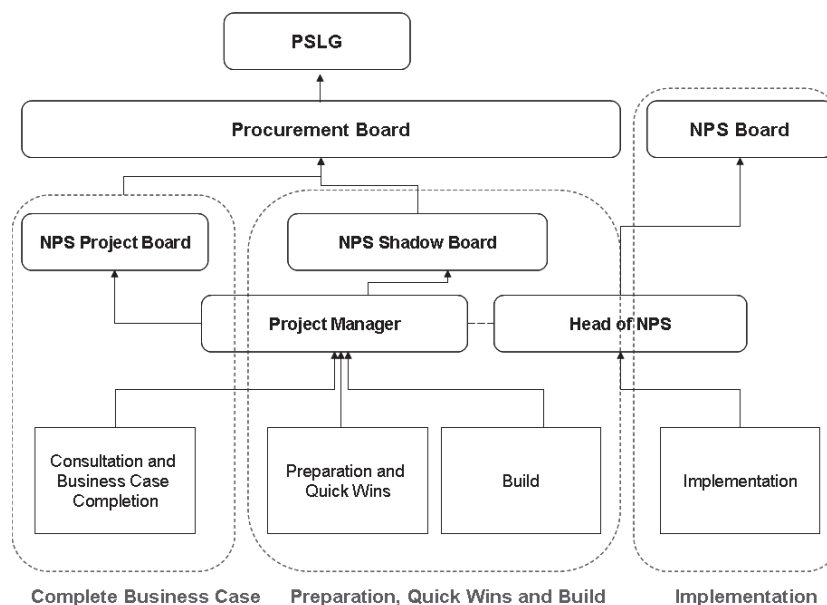 PSLG
Procurement Board
NPS Board
NPS Project Board
NPS Shadow Board
Project Manager
Head of NPS
Consultation and
Business Case
Completion
Preparation and
Quick Wins
Build
Implementation
Complete Business Case
Preparation, Quick Wins and Build
Implementation